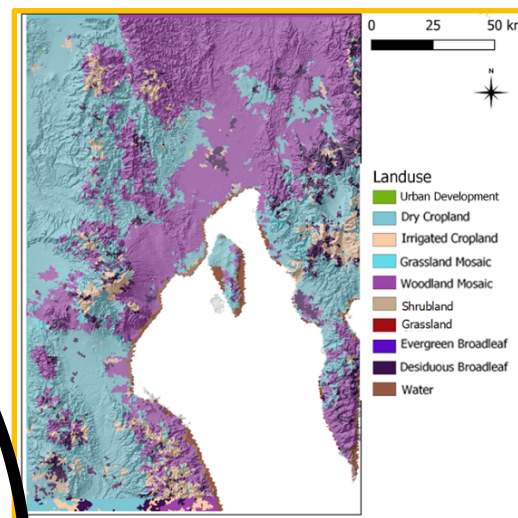 0 25 50 km
N
Landuse
Urban Development
Dry Cropland
Irrigated Cropland
Grassland Mosaic
Woodland Mosaic
Shrubland
Grassland
Evergreen Broadleaf
Desiduous Broadleaf
Water